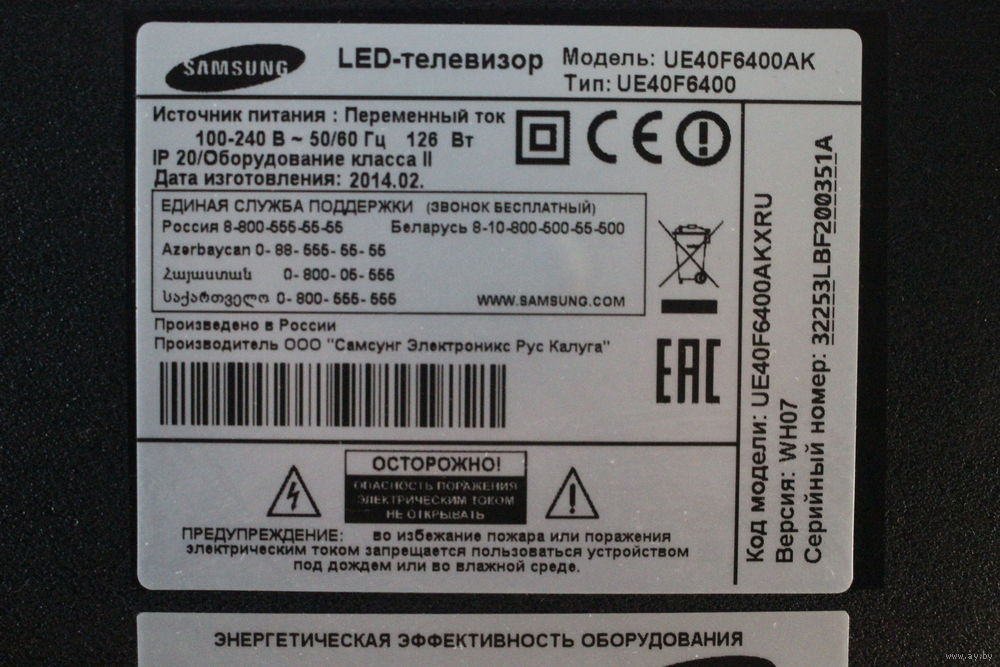 SAMSUNG
LED-телевизор
Модель: UE40F6400AK
Тип: UE40F6400
Источник питания : Переменный ток
100-240 В ~ 50/60 Гц 126 Вт
IP 20/Оборудование класса II
Дата изготовления: 2014.02.
ЕДИНАЯ СЛУЖБА ПОДДЕРЖКИ (ЗВОНОК БЕСПЛАТНЫЙ)
Россия 8-800-555-55-55 Беларусь 8-10-800-500-55-500
Azərbaycan 0- 88- 555- 55- 55
Հայաստան 0- 800- 05- 555
საქართველო 0- 800- 555- 555 WWW.SAMSUNG.COM
Произведено в России
Производитель ООО "Самсунг Электроникс Рус Калуга"
CE
EAC
ОСТОРОЖНО!
ОПАСНОСТЬ ПОРАЖЕНИЯ
ЭЛЕКТРИЧЕСКИМ ТОКОМ
НЕ ОТКРЫВАТЬ
ПРЕДУПРЕЖДЕНИЕ: во избежание пожара или поражения
электрическим током запрещается пользоваться устройством
под дождем или во влажной среде.
Код модели: UE40F6400AKXRU
Версия: WH07
Серийный номер: 32253LBF200351A
ЭНЕРГЕТИЧЕСКАЯ ЭФФЕКТИВНОСТЬ ОБОРУДОВАНИЯ
www.ay.by